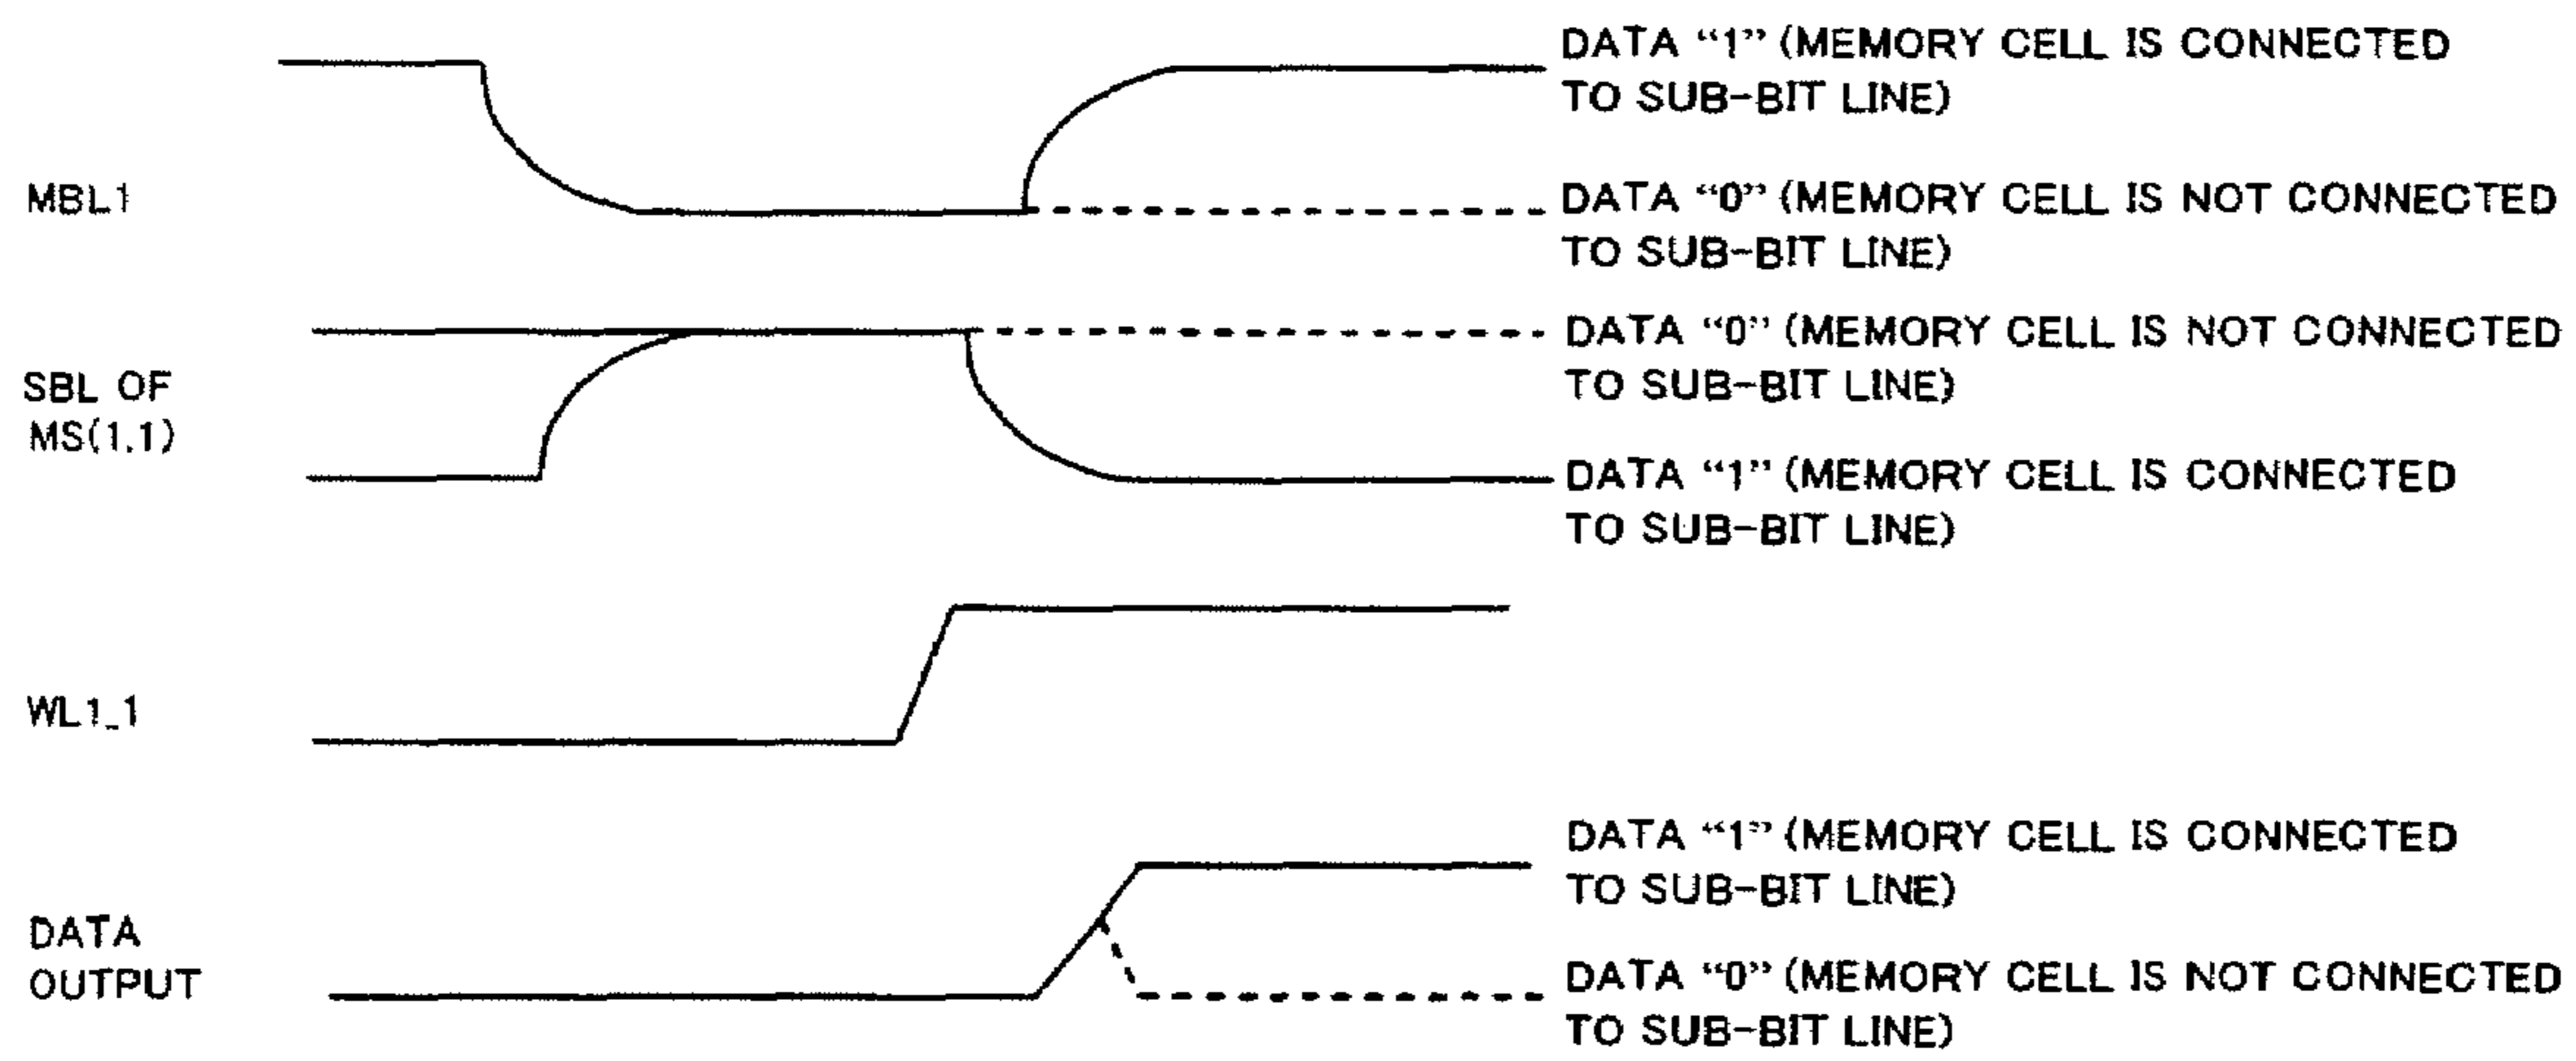 DATA “1” (MEMORY CELL IS CONNECTED
TO SUB-BIT LINE)
MBL1
DATA “0” (MEMORY CELL IS NOT CONNECTED
TO SUB-BIT LINE)
DATA “0” (MEMORY CELL IS NOT CONNECTED
TO SUB-BIT LINE)
SBL OF
MS(1,1)
DATA “1” (MEMORY CELL IS CONNECTED
TO SUB-BIT LINE)
WL1_1
DATA “1” (MEMORY CELL IS CONNECTED
TO SUB-BIT LINE)
DATA
OUTPUT
DATA “0” (MEMORY CELL IS NOT CONNECTED
TO SUB-BIT LINE)